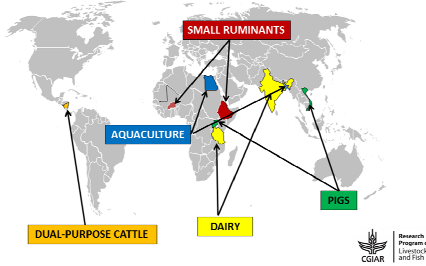 SMALL RUMINANTS
AQUACULTURE
PIGS
DAIRY
DUAL-PURPOSE CATTLE
CGIAR
Research
Program o
Livestock
and Fish